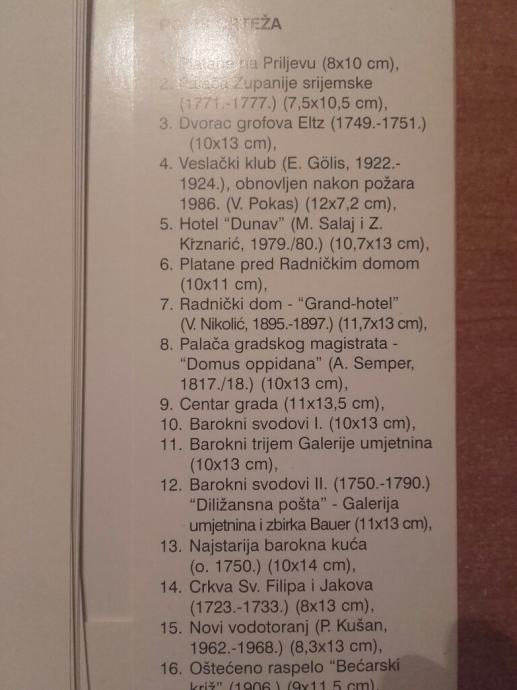 1. Platane na Priljevu (8x10 cm),
2. Palača Županije srijemske
(1771.-1777.) (7,5x10,5 cm),
3. Dvorac grofova Eltz (1749.-1751.)
(10x13 cm),
4. Veslački klub (E. Gölis, 1922.-
1924.), obnovljen nakon požara
1986. (V. Pokas) (12x7,2 cm),
5. Hotel “Dunav” (M. Salaj i Z.
Křznarić, 1979./80.) (10,7x13 cm),
6. Platane pred Radničkim domom
(10x11 cm),
7. Radnički dom - “Grand-hotel”
(V. Nikolić, 1895.-1897.) (11,7x13 cm),
8. Palača gradskog magistrata -
“Domus oppidana” (A. Semper,
1817./18.) (10x13 cm),
9. Centar grada (11x13,5 cm),
10. Barokni svodovi I. (10x13 cm),
11. Barokni trijem Galerije umjetnina
(10x13 cm),
12. Barokni svodovi II. (1750.-1790.)
“Diližansna pošta” - Galerija
umjetnina i zbirka Bauer (11x13 cm),
13. Najstarija barokna kuća
(o. 1750.) (10x14 cm),
14. Crkva Sv. Filipa i Jakova
(1723.-1733.) (8x13 cm),
15. Novi vodotoranj (P. Kušan,
1962.-1968.) (8,3x13 cm),
16. Oštećeno raspelo “Bećarski
križ” (1906.) (9x11,5 cm),